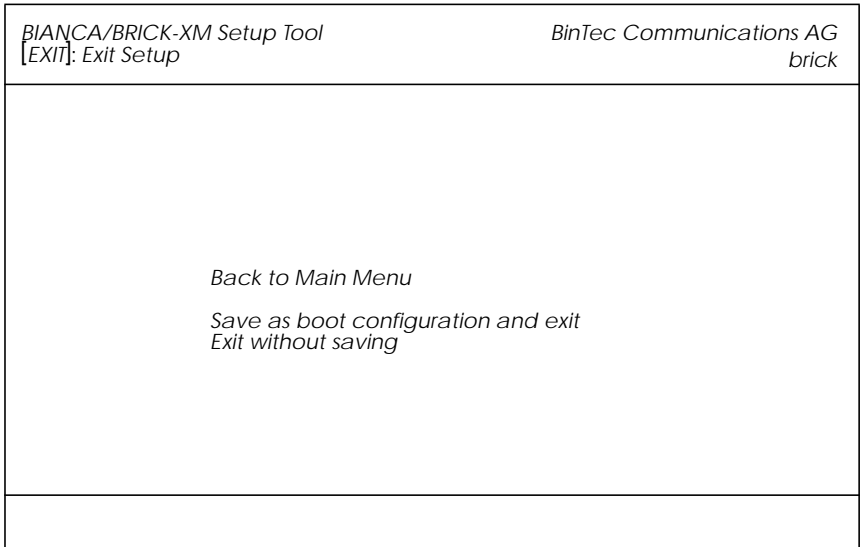 BIANCA/BRICK-XM Setup Tool BinTec Communications AG
[EXIT]: Exit Setup brick
Back to Main Menu
Save as boot configuration and exit
Exit without saving